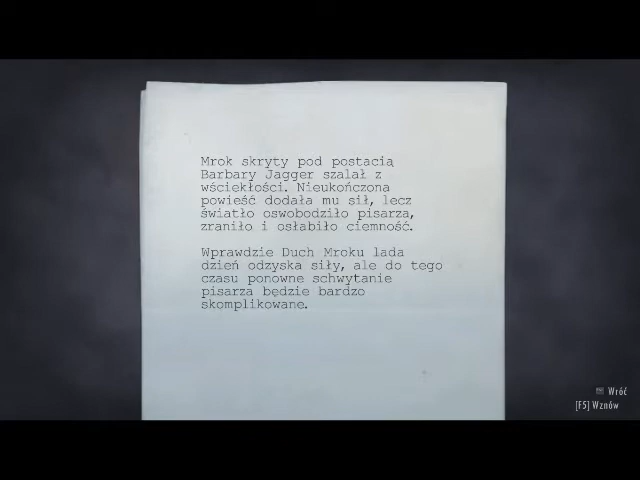 Mrok skryty pod postacią
Barbary Jagger szalał z
wściekłości. Nieukończona
powieść dodała mu sił, lecz
światło oswobodziło pisarza,
zraniło i osłabiło ciemność.
Wprawdzie Duch Mroku lada
dzień odzyska siły, ale do tego
czasu ponowne schwytanie
pisarza będzie bardzo
skomplikowane.
Wróć
[F5] Wznów